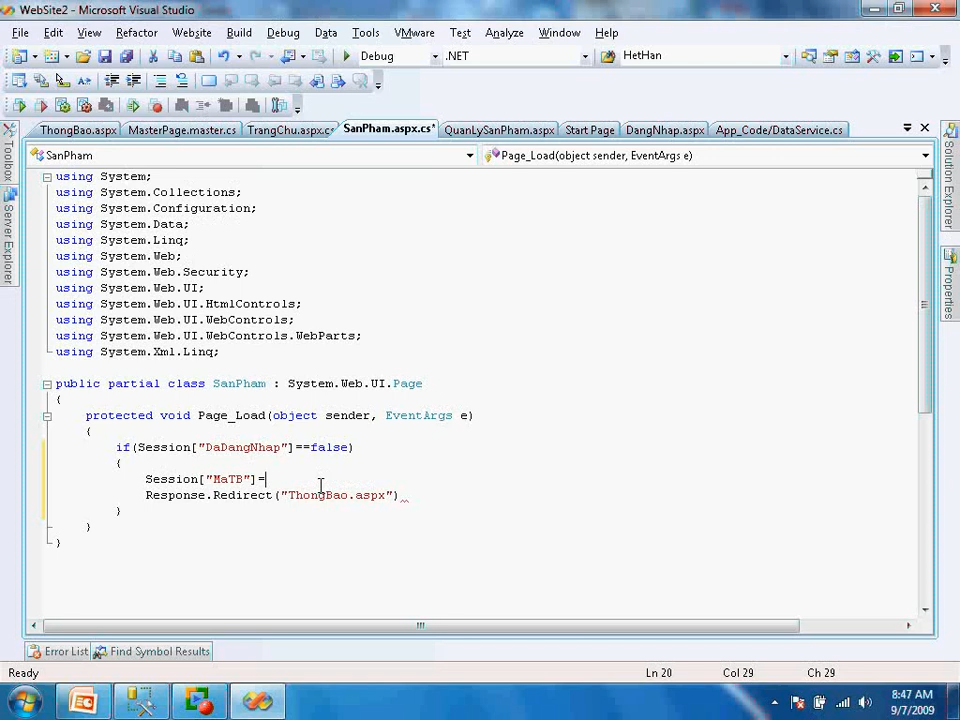 WebSite2 - Microsoft Visual Studio
File Edit View Refactor Website Build Debug Data Tools VMware Test Analyze Window Help
Debug .NET HetHan
ThongBao.aspx MasterPage.master.cs TrangChu.aspx.cs SanPham.aspx.cs* QuanLySanPham.aspx Start Page DangNhap.aspx App_Code/DataService.cs
SanPham Page_Load(object sender, EventArgs e)
Toolbox
Server Explorer
Solution Explorer
Properties
using System;
using System.Collections;
using System.Configuration;
using System.Data;
using System.Linq;
using System.Web;
using System.Web.Security;
using System.Web.UI;
using System.Web.UI.HtmlControls;
using System.Web.UI.WebControls;
using System.Web.UI.WebControls.WebParts;
using System.Xml.Linq;
public partial class SanPham : System.Web.UI.Page
{
protected void Page_Load(object sender, EventArgs e)
{
if(Session["DaDangNhap"]==false)
{
Session["MaTB"]=
Response.Redirect("ThongBao.aspx")
}
}
}
Error List Find Symbol Results
Ready Ln 20 Col 29 Ch 29
8:47 AM
9/7/2009